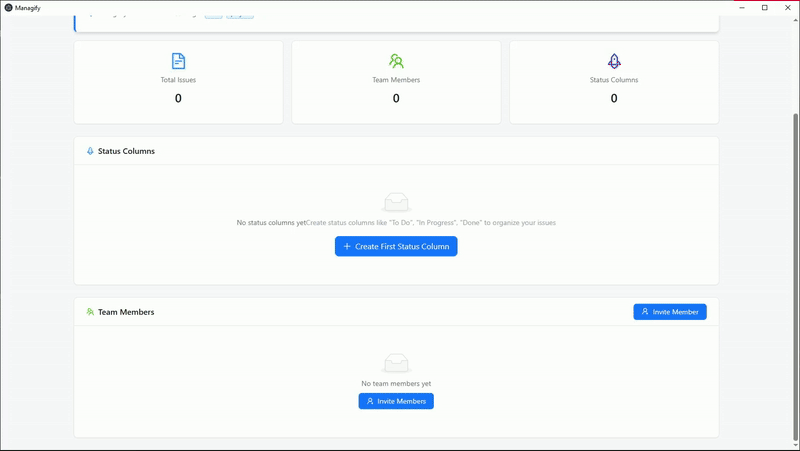 Managify
Total Issues
0
Team Members
0
Status Columns
0
Status Columns
No status columns yetCreate status columns like "To Do", "In Progress", "Done" to organize your issues
Create First Status Column
Team Members
Invite Member
No team members yet
Invite Members